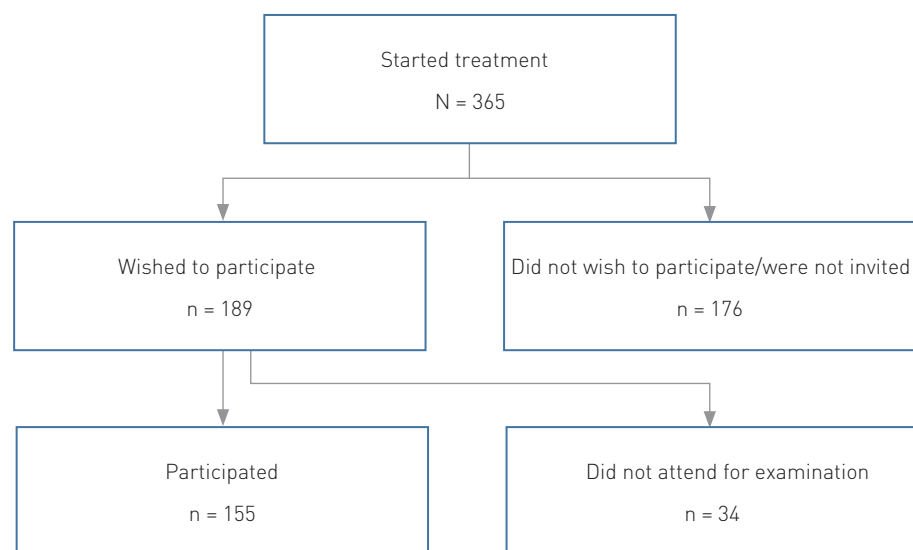 Started treatment
N = 365
Wished to participate
n = 189
Did not wish to participate/were not invited
n = 176
Participated
n = 155
Did not attend for examination
n = 34